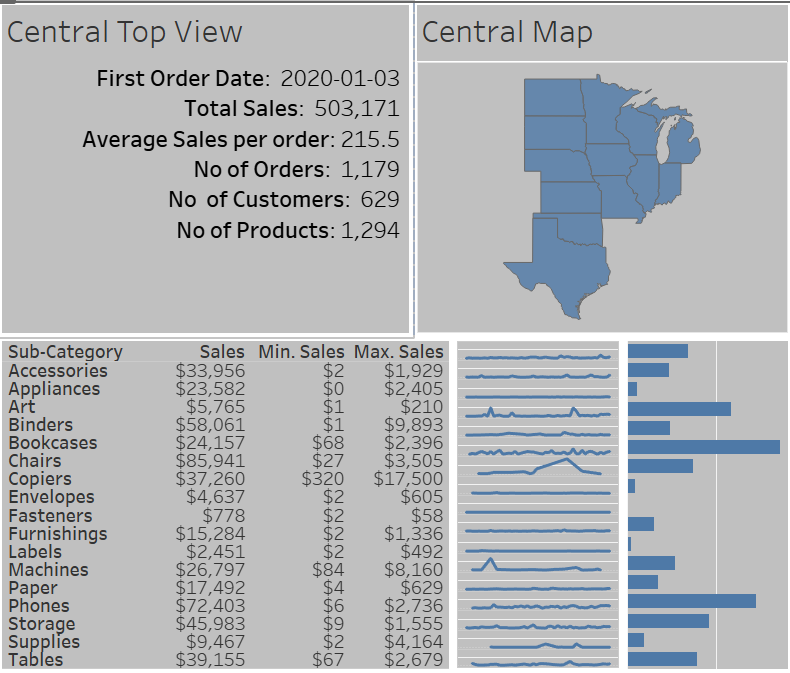 Central Top View
First Order Date: 2020-01-03
Total Sales: 503,171
Average Sales per order: 215.5
No of Orders: 1,179
No of Customers: 629
No of Products: 1,294
Central Map
Sub-Category Sales Min. Sales Max. Sales
Accessories $33,956 $2 $1,929
Appliances $23,582 $0 $2,405
Art $5,765 $1 $210
Binders $58,061 $1 $9,893
Bookcases $24,157 $68 $2,396
Chairs $85,941 $27 $3,505
Copiers $37,260 $320 $17,500
Envelopes $4,637 $2 $605
Fasteners $778 $2 $58
Furnishings $15,284 $2 $1,336
Labels $2,451 $2 $492
Machines $26,797 $84 $8,160
Paper $17,492 $4 $629
Phones $72,403 $6 $2,736
Storage $45,983 $9 $1,555
Supplies $9,467 $2 $4,164
Tables $39,155 $67 $2,679